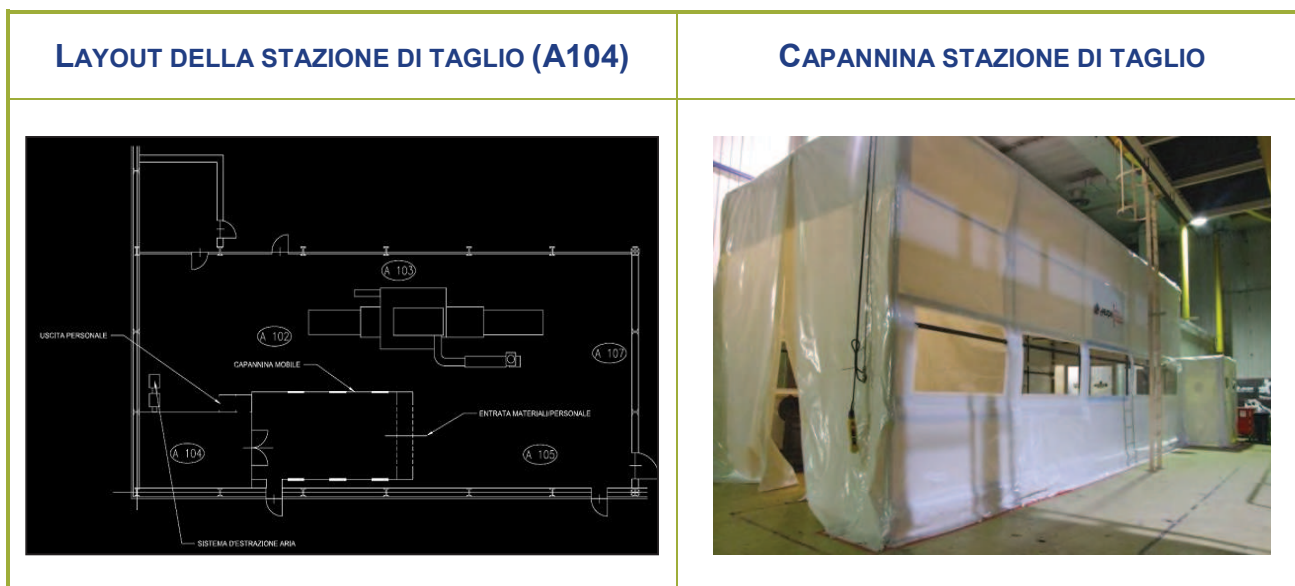 LAYOUT DELLA STAZIONE DI TAGLIO (A104)
CAPANNINA STAZIONE DI TAGLIO
A 103
USCITA PERSONALE
A 102
A 107
CAPANNINA MOBILE
ENTRATA MATERIALI/PERSONALE
A 104
A 105
SISTEMA D'ESTRAZIONE ARIA